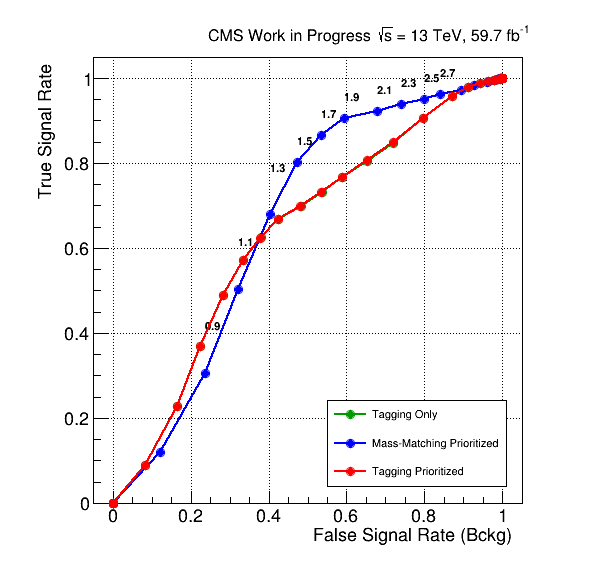 CMS Work in Progress √s = 13 TeV, 59.7 fb⁻¹
True Signal Rate
1
0.8
0.6
0.4
0.2
0
0.9
1.1
1.3
1.5
1.7
1.9
2.1
2.3
2.5
2.7
Tagging Only
Mass-Matching Prioritized
Tagging Prioritized
0 0.2 0.4 0.6 0.8 1
False Signal Rate (Bckg)